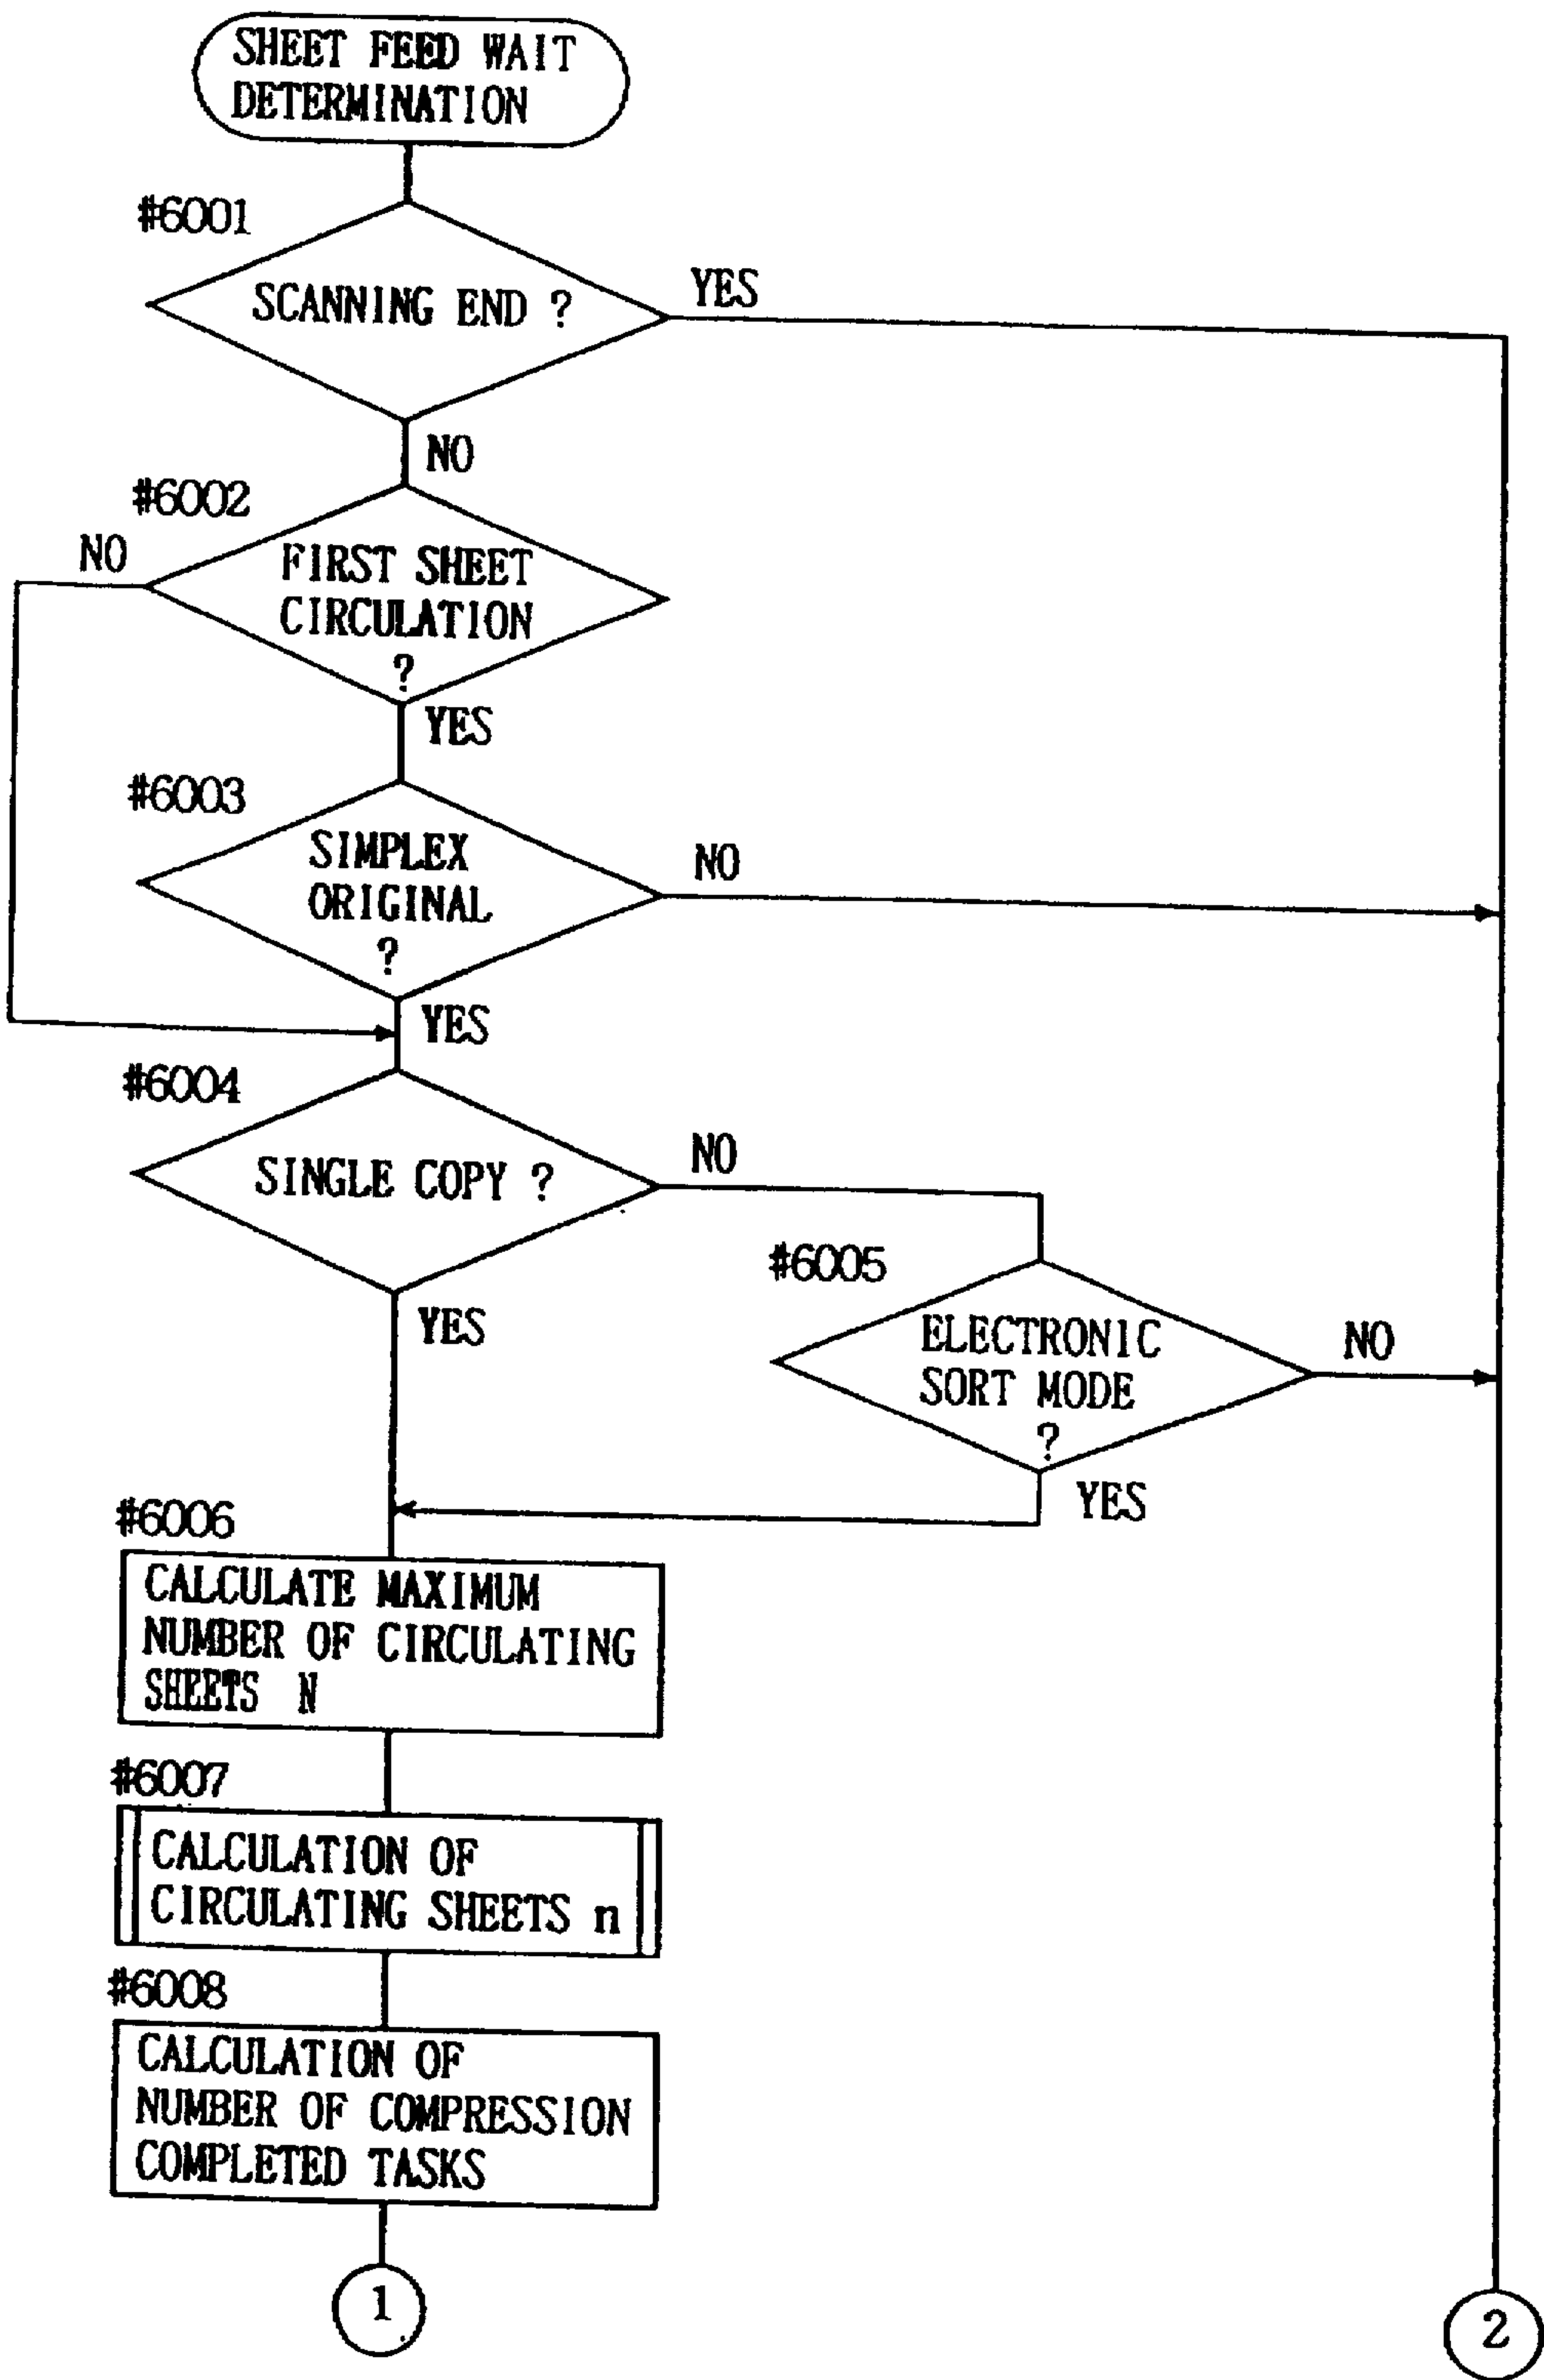 SHEET FEED WAIT
DETERMINATION
#6001
SCANNING END ?
YES
NO
#6002
NO
FIRST SHEET
CIRCULATION
?
YES
#6003
SIMPLEX
ORIGINAL
?
NO
YES
#6004
SINGLE COPY ?
NO
YES
#6005
ELECTRONIC
SORT MODE
?
NO
YES
#6006
CALCULATE MAXIMUM
NUMBER OF CIRCULATING
SHEETS N
#6007
CALCULATION OF
CIRCULATING SHEETS n
#6008
CALCULATION OF
NUMBER OF COMPRESSION
COMPLETED TASKS
1
2